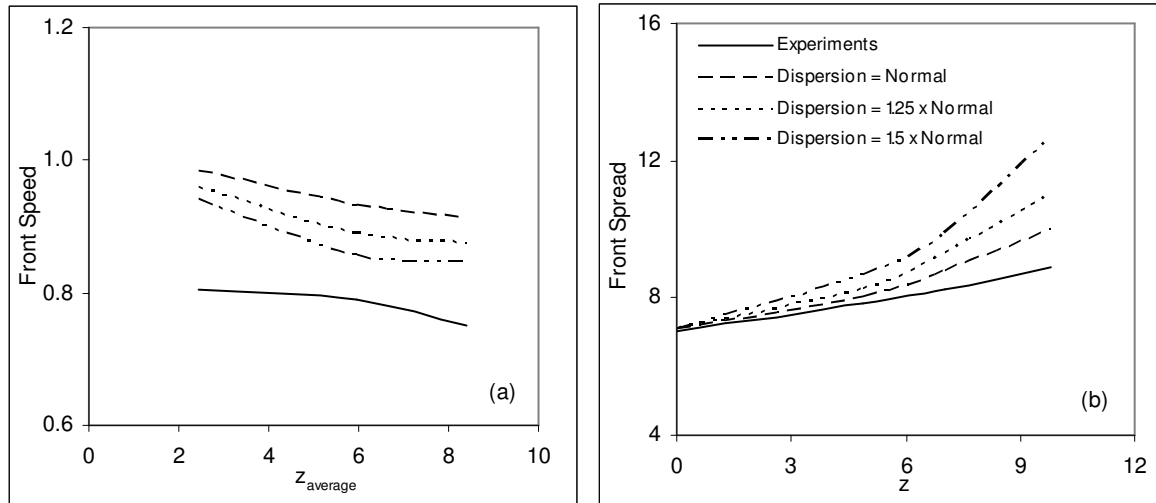 1.2
1.0
0.8
0.6
Front Speed
0 2 4 6 8 10
zaverage
(a)
16
12
8
4
Front Spread
Experiments
Dispersion = Normal
Dispersion = 1.25 x Normal
Dispersion = 1.5 x Normal
0 3 6 9 12
z
(b)